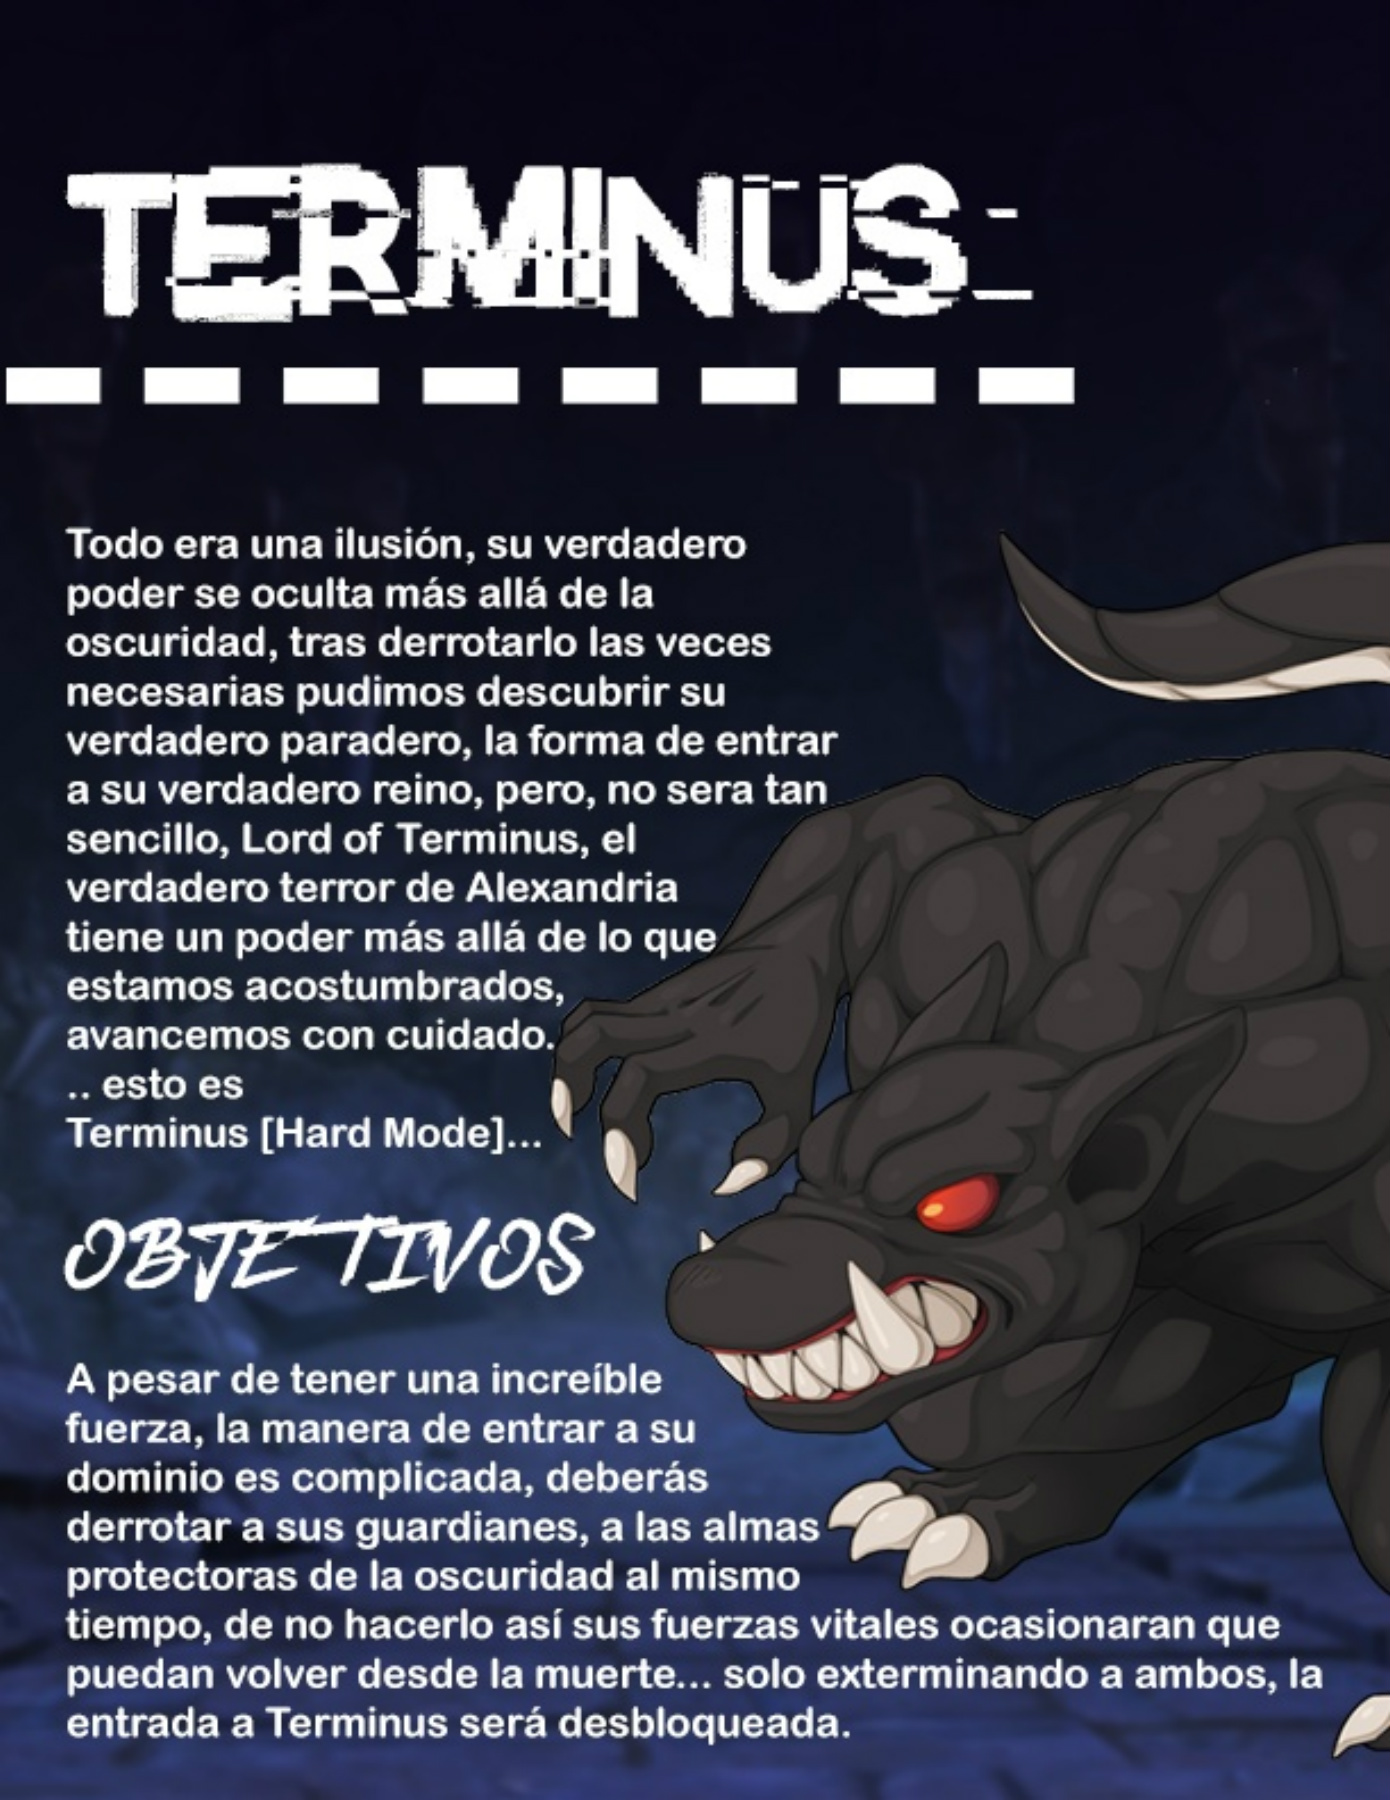 TERMINUS
Todo era una ilusión, su verdadero
poder se oculta más allá de la
oscuridad, tras derrotarlo las veces
necesarias pudimos descubrir su
verdadero paradero, la forma de entrar
a su verdadero reino, pero, no sera tan
sencillo, Lord of Terminus, el
verdadero terror de Alexandria
tiene un poder más allá de lo que
estamos acostumbrados,
avancemos con cuidado.
.. esto es
Terminus [Hard Mode]...
OBJETIVOS
A pesar de tener una increíble
fuerza, la manera de entrar a su
dominio es complicada, deberás
derrotar a sus guardianes, a las almas
protectoras de la oscuridad al mismo
tiempo, de no hacerlo así sus fuerzas vitales ocasionaran que
puedan volver desde la muerte... solo exterminando a ambos, la
entrada a Terminus será desbloqueada.